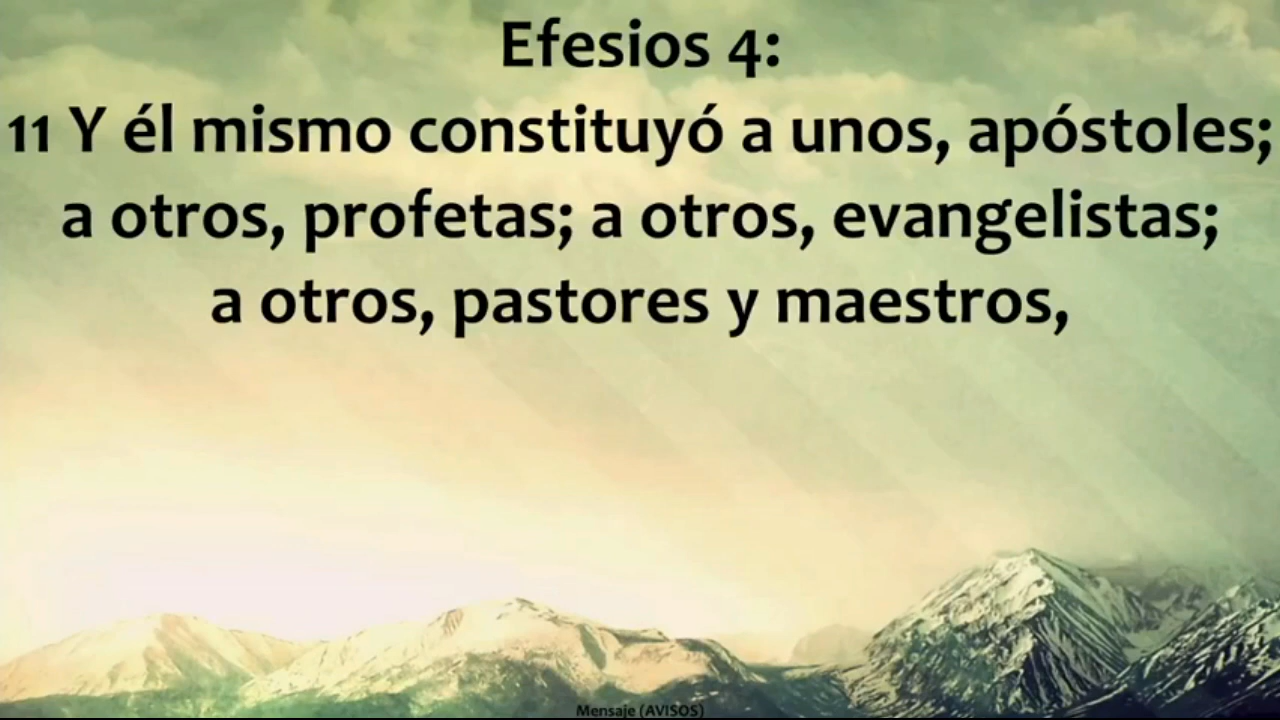 Efesios 4:
11 Y él mismo constituyó a unos, apóstoles;
a otros, profetas; a otros, evangelistas;
a otros, pastores y maestros,
Mensaje (AVISOS)